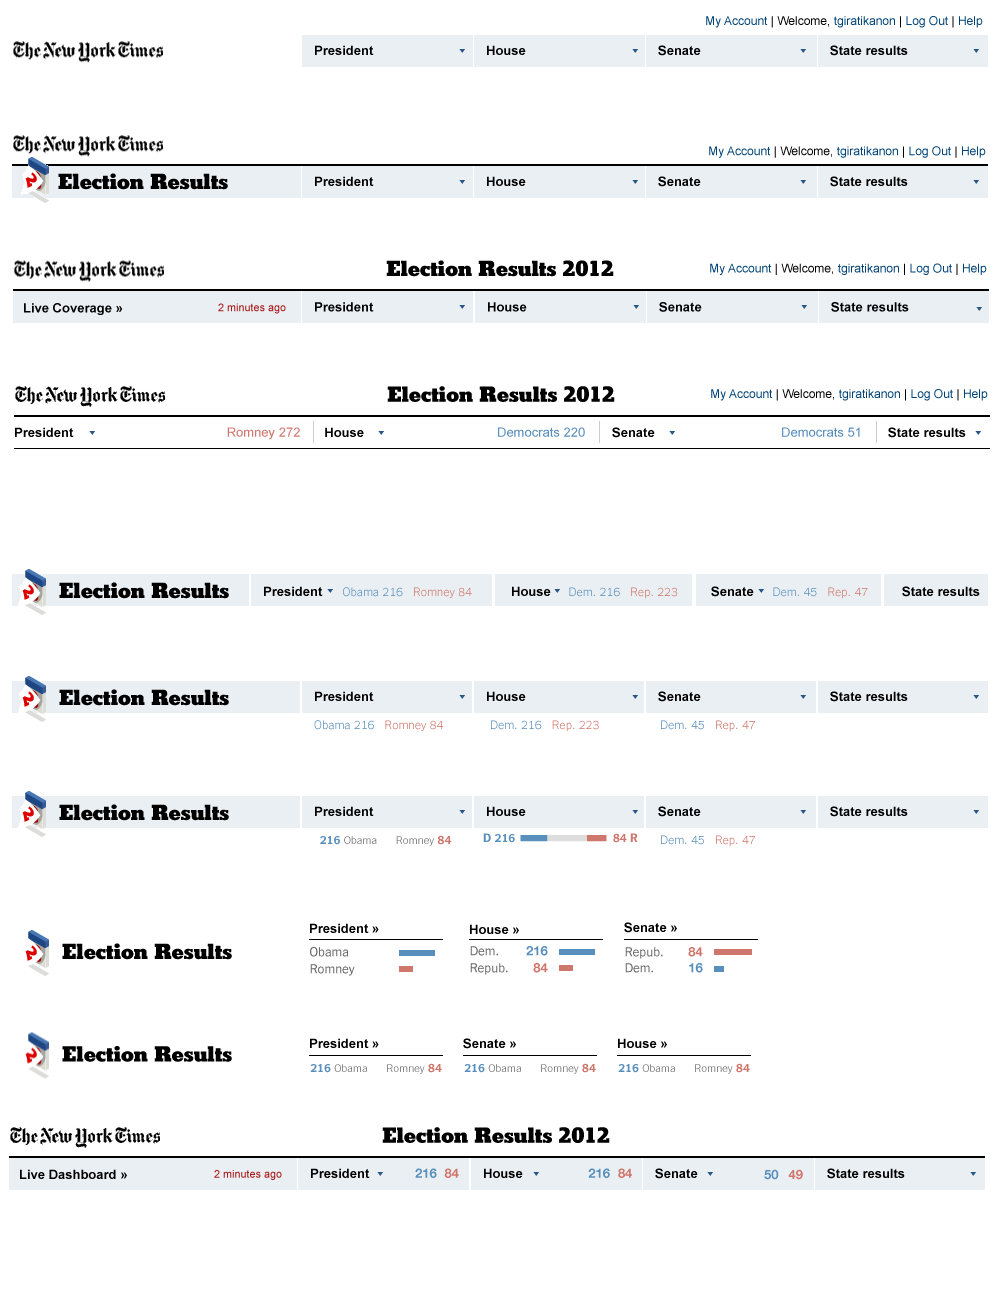 My Account | Welcome, tgiratikanon | Log Out | Help
The New York Times President House Senate State results
The New York Times
My Account | Welcome, tgiratikanon | Log Out | Help
Election Results President House Senate State results
The New York Times Election Results 2012 My Account | Welcome, tgiratikanon | Log Out | Help
Live Coverage » 2 minutes ago President House Senate State results
The New York Times Election Results 2012 My Account | Welcome, tgiratikanon | Log Out | Help
President Romney 272 House Democrats 220 Senate Democrats 51 State results
Election Results President Obama 216 Romney 84 House Dem. 216 Rep. 223 Senate Dem. 45 Rep. 47 State results
Election Results President House Senate State results
Obama 216 Romney 84 Dem. 216 Rep. 223 Dem. 45 Rep. 47
Election Results President House Senate State results
216 Obama Romney 84 D 216 84 R Dem. 45 Rep. 47
President » House » Senate »
Election Results
Obama Dem. 216 Repub. 84
Romney Repub. 84 Dem. 16
President » Senate » House »
Election Results
216 Obama Romney 84 216 Obama Romney 84 216 Obama Romney 84
The New York Times Election Results 2012
Live Dashboard » 2 minutes ago President 216 84 House 216 84 Senate 50 49 State results